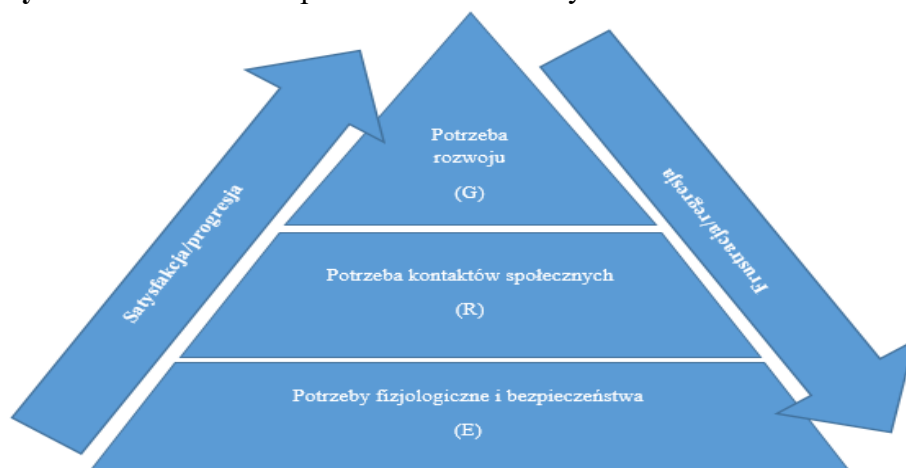 Potrzeba
rozwoju
(G)
Satysfakcja/progresja
Frustracja/regresja
Potrzeba kontaktów społecznych
(R)
Potrzeby fizjologiczne i bezpieczeństwa
(E)